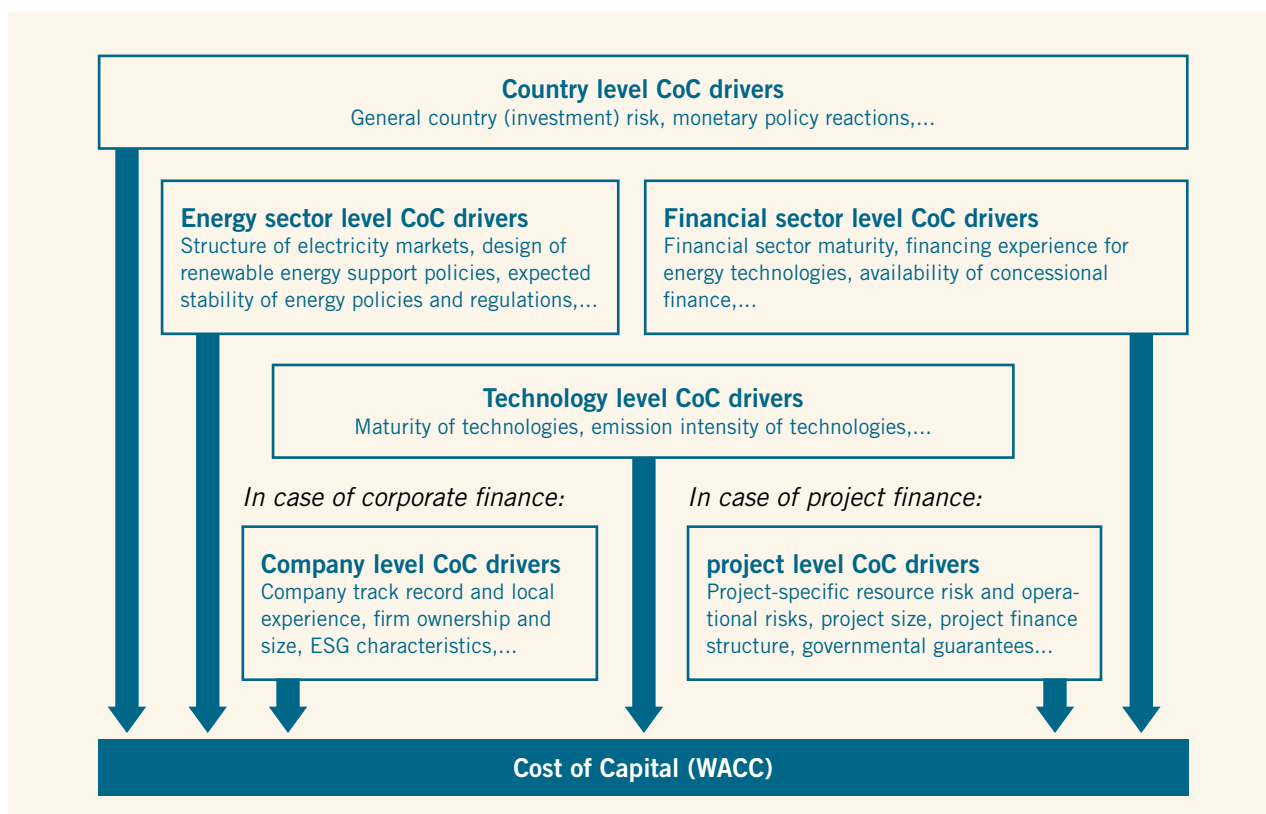 Country level CoC drivers
General country (investment) risk, monetary policy reactions,...
Energy sector level CoC drivers
Structure of electricity markets, design of
renewable energy support policies, expected
stability of energy policies and regulations,...
Financial sector level CoC drivers
Financial sector maturity, financing experience for
energy technologies, availability of concessional
finance,...
Technology level CoC drivers
Maturity of technologies, emission intensity of technologies,...
In case of corporate finance:
Company level CoC drivers
Company track record and local
experience, firm ownership and
size, ESG characteristics,...
In case of project finance:
project level CoC drivers
Project-specific resource risk and opera-
tional risks, project size, project finance
structure, governmental guarantees...
Cost of Capital (WACC)